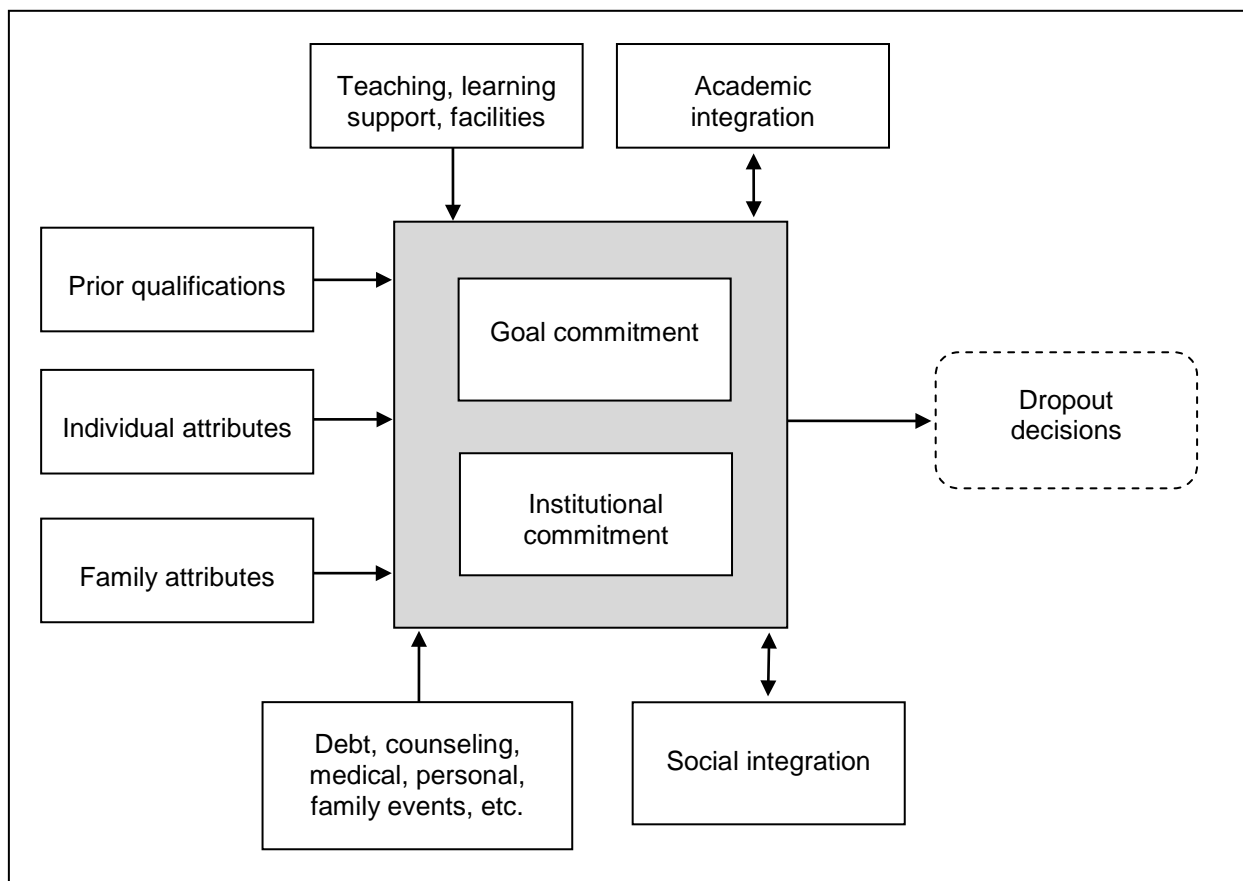 Teaching, learning
support, facilities
Academic
integration
Prior qualifications
Goal commitment
Individual attributes
Dropout
decisions
Institutional
commitment
Family attributes
Debt, counseling,
medical, personal,
family events, etc.
Social integration